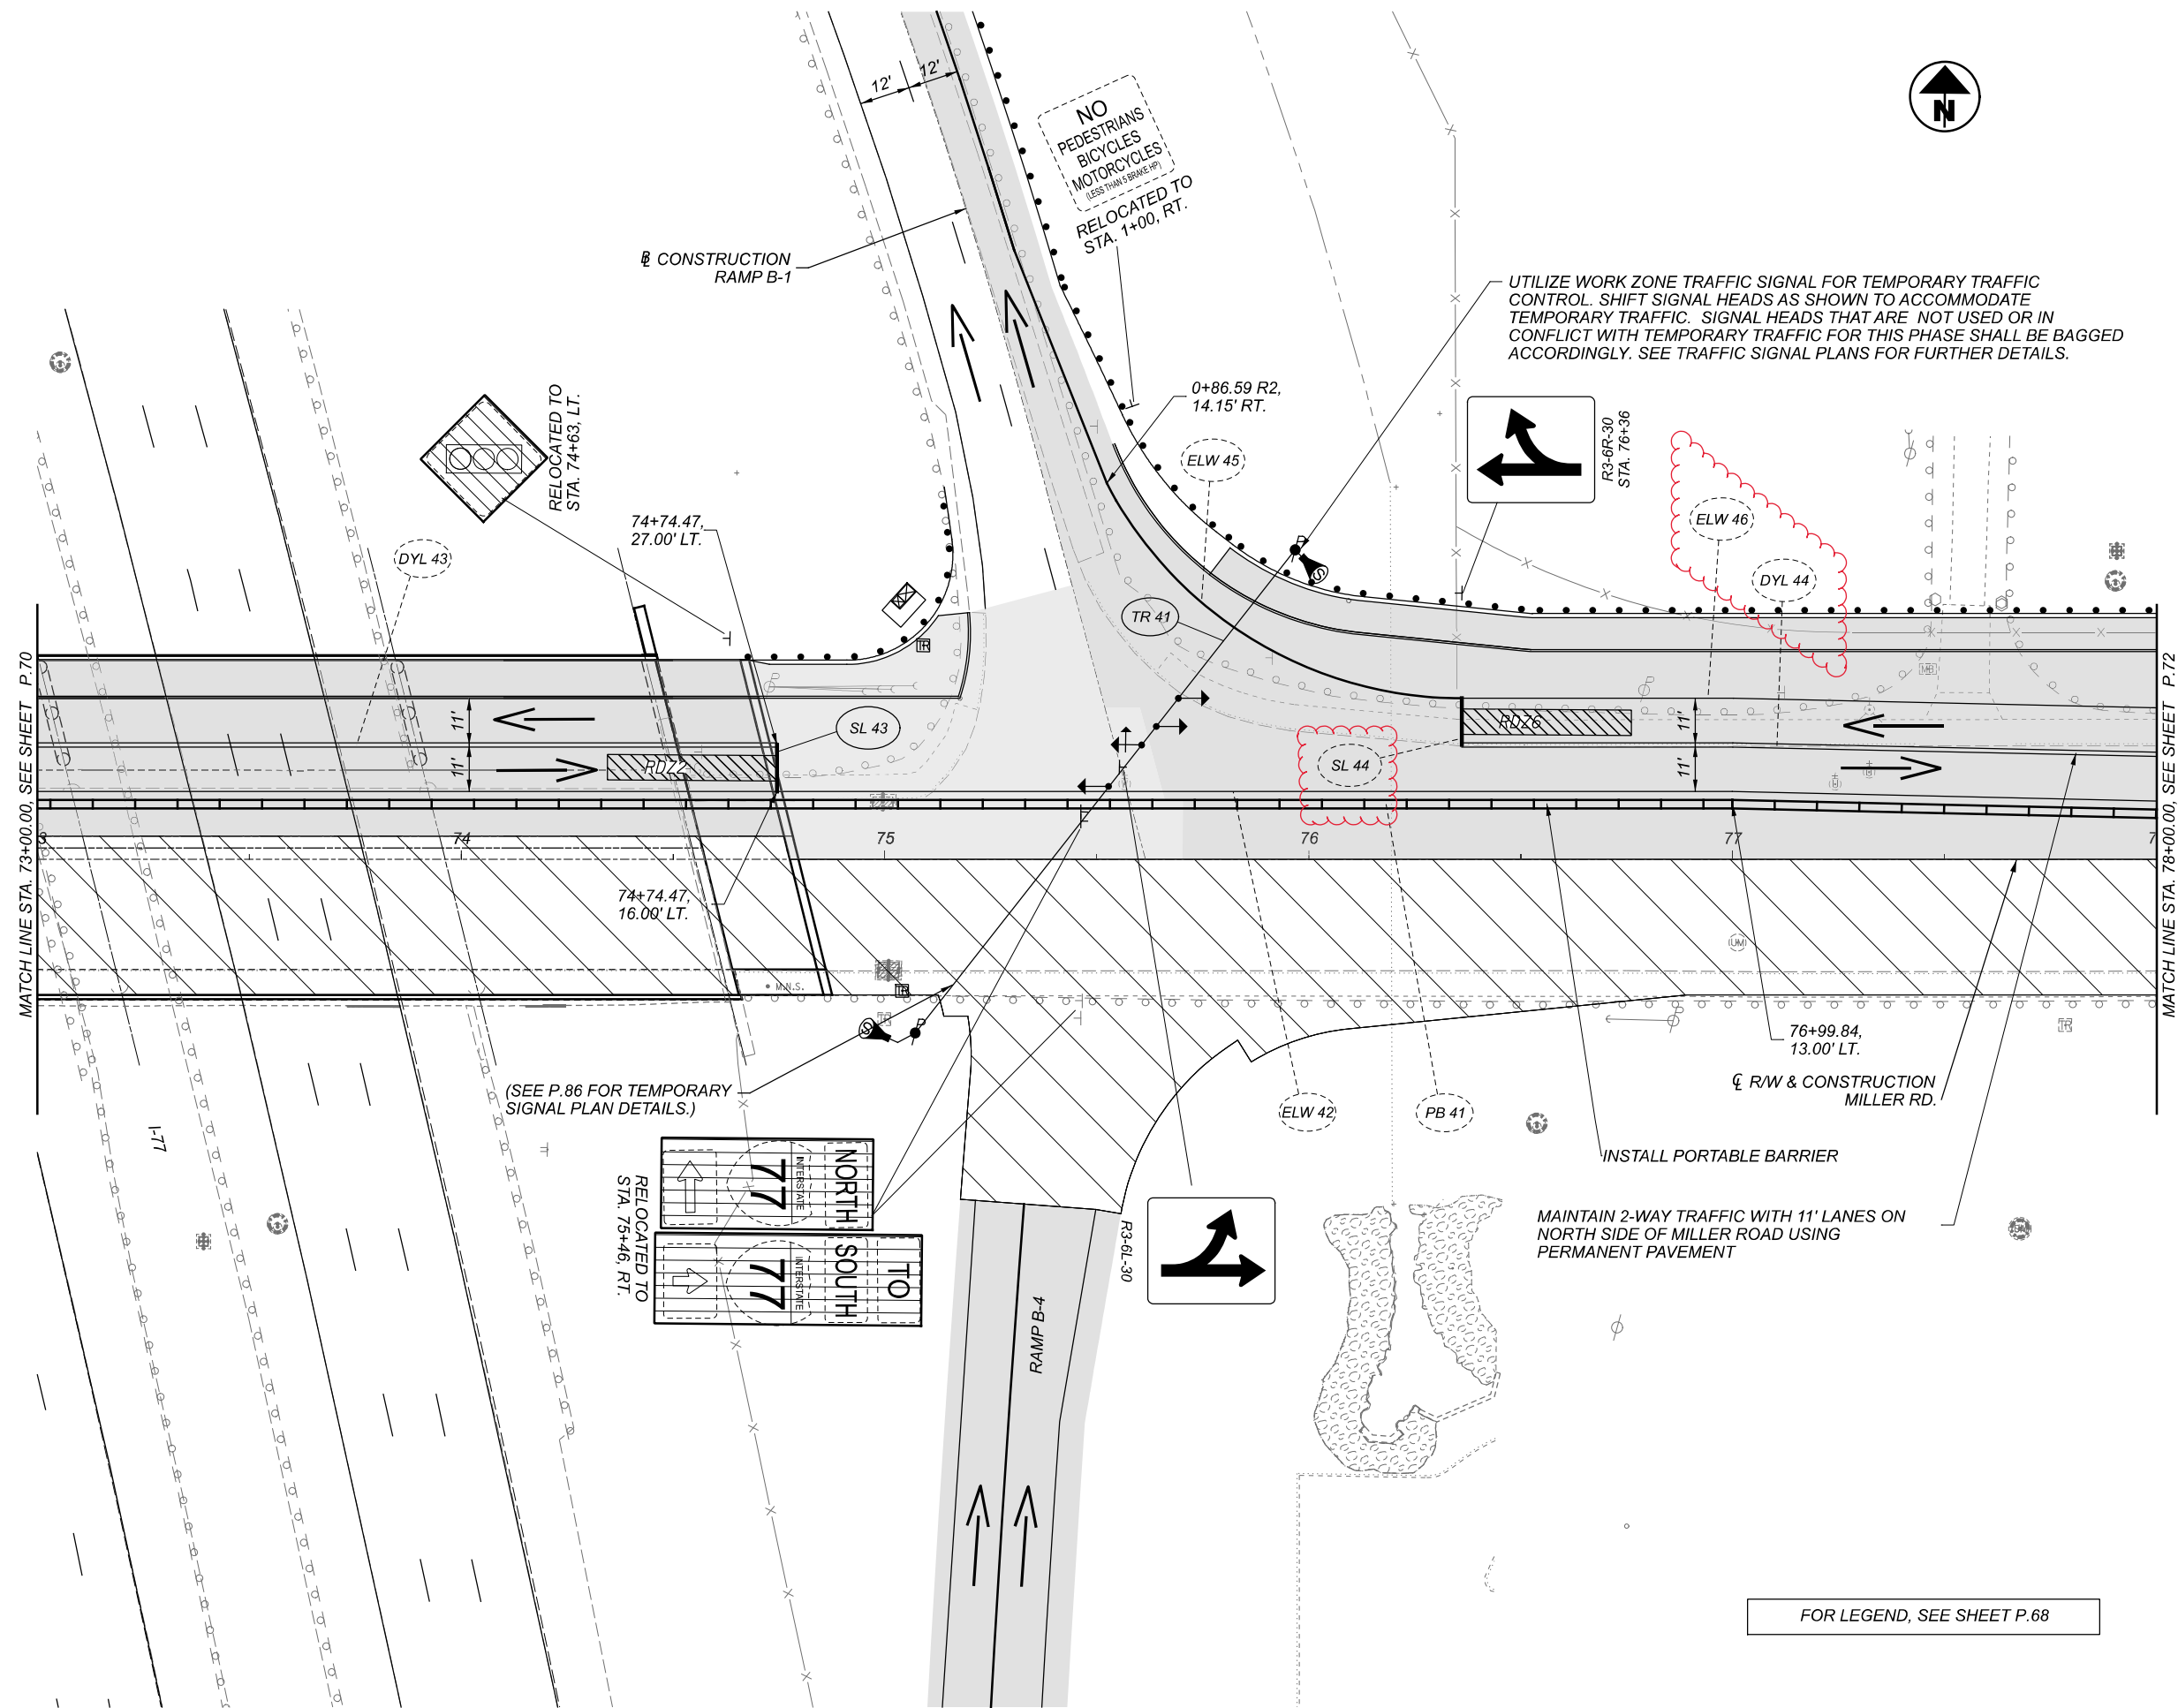 12'
12'
NO
PEDESTRIANS
BICYCLES
MOTORCYCLES
(LESS THAN 5 BRAKE HP)
RELOCATED TO
STA. 1+00, RT.
N
℄ CONSTRUCTION
RAMP B-1
UTILIZE WORK ZONE TRAFFIC SIGNAL FOR TEMPORARY TRAFFIC
CONTROL. SHIFT SIGNAL HEADS AS SHOWN TO ACCOMMODATE
TEMPORARY TRAFFIC. SIGNAL HEADS THAT ARE NOT USED OR IN
CONFLICT WITH TEMPORARY TRAFFIC FOR THIS PHASE SHALL BE BAGGED
ACCORDINGLY. SEE TRAFFIC SIGNAL PLANS FOR FURTHER DETAILS.
0+86.59 R2,
14.15' RT.
RELOCATED TO
STA. 74+63, LT.
R3-6R-30
STA. 76+36
ELW 45
ELW 46
DYL 44
DYL 43
74+74.47,
27.00' LT.
TR 41
TR
SL 43
SL 44
11'
11'
11'
11'
RDZ2
RDZ6
MATCH LINE STA. 73+00.00, SEE SHEET P.70
MATCH LINE STA. 78+00.00, SEE SHEET P.72
3
74
75
76
77
7
74+74.47,
16.00' LT.
M.N.S.
TR
(UM)
76+99.84,
13.00' LT.
℄ R/W & CONSTRUCTION
MILLER RD.
(SEE P.86 FOR TEMPORARY
SIGNAL PLAN DETAILS.)
ELW 42
PB 41
I-77
INSTALL PORTABLE BARRIER
MAINTAIN 2-WAY TRAFFIC WITH 11' LANES ON
NORTH SIDE OF MILLER ROAD USING
PERMANENT PAVEMENT
NORTH
INTERSTATE
77
TO
SOUTH
INTERSTATE
77
RELOCATED TO
STA. 75+46, RT.
R3-6L-30
RAMP B-4
FOR LEGEND, SEE SHEET P.68